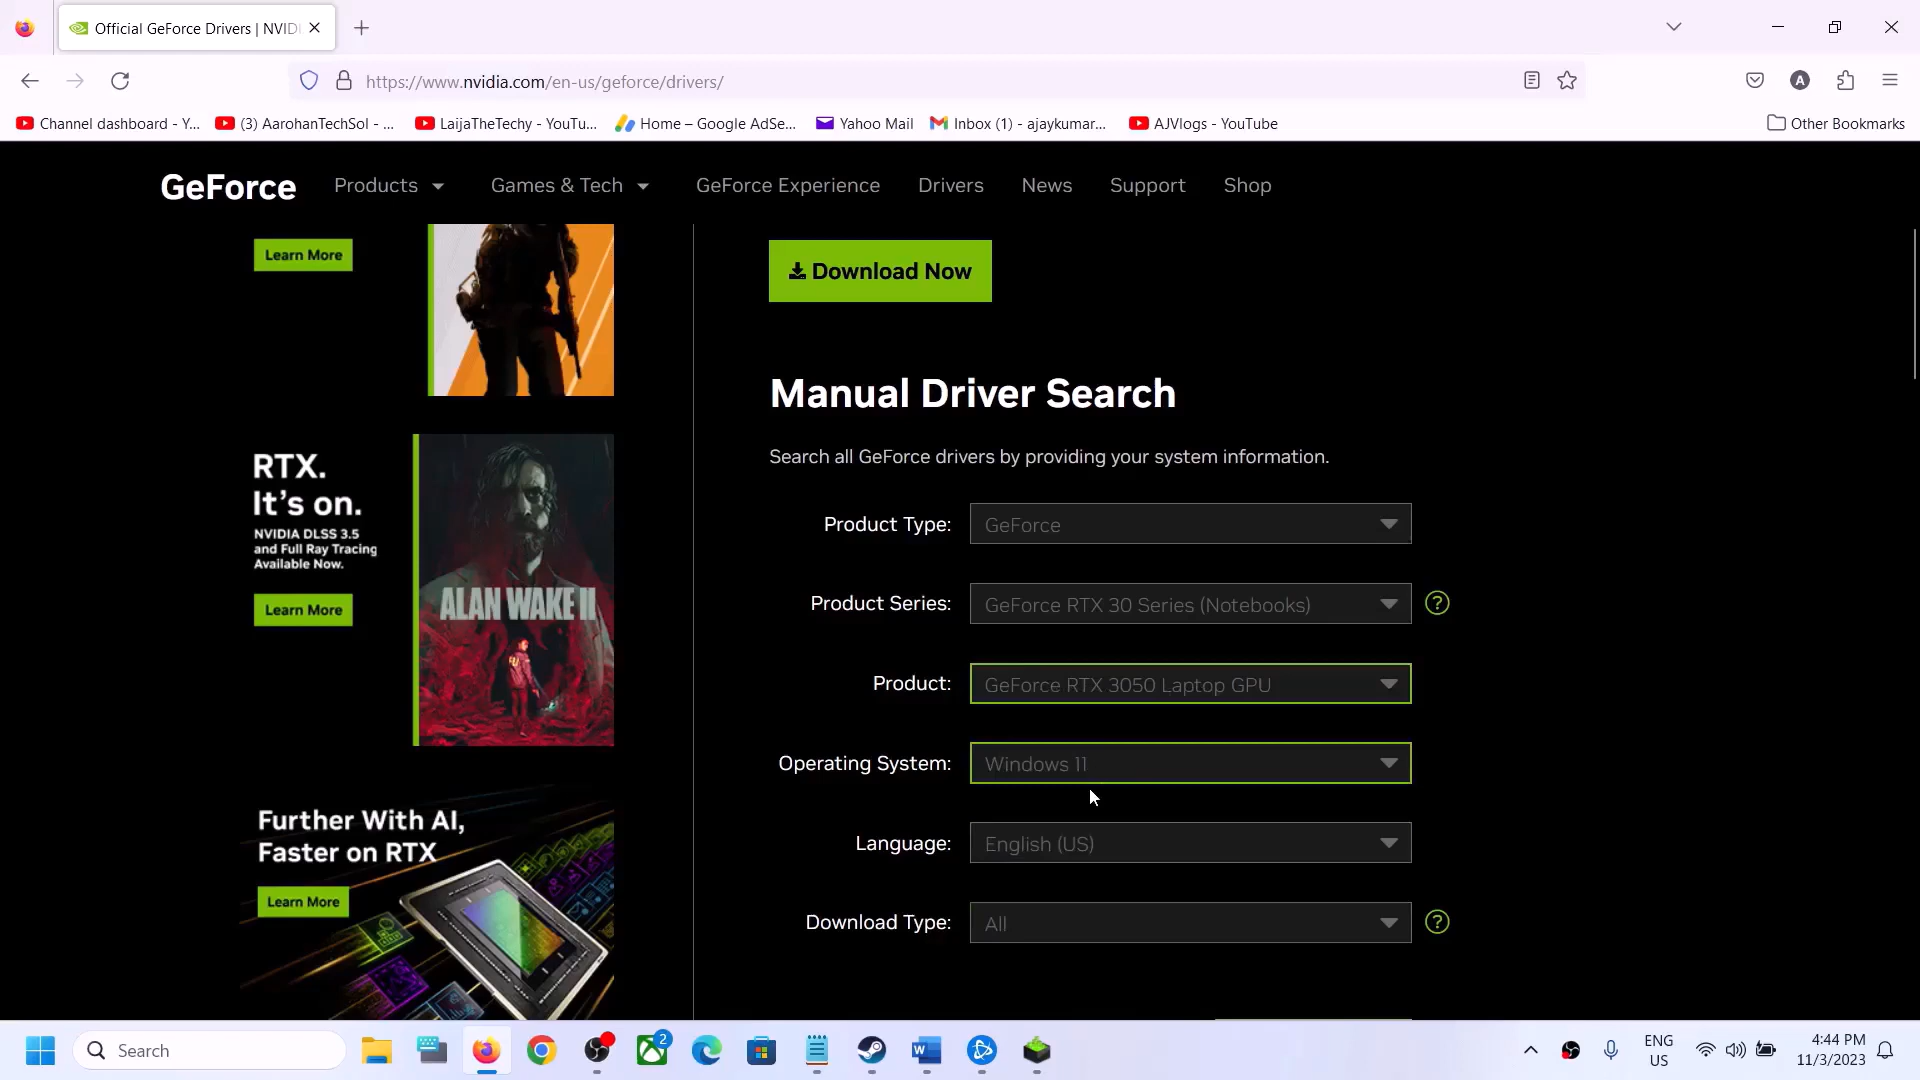 Official GeForce Drivers | NVIDI
https://www.nvidia.com/en-us/geforce/drivers/
Channel dashboard - Y...
(3) AarohanTechSol - ...
LaijaTheTechy - YouTu...
Home – Google AdSe...
Yahoo Mail
Inbox (1) - ajaykumar...
AJVlogs - YouTube
Other Bookmarks
GeForce
Products
Games & Tech
GeForce Experience
Drivers
News
Support
Shop
Learn More
RTX.
It's on.
NVIDIA DLSS 3.5
and Full Ray Tracing
Available Now.
Learn More
ALAN WAKE II
Further With AI,
Faster on RTX
Learn More
Download Now
Manual Driver Search
Search all GeForce drivers by providing your system information.
Product Type: GeForce
Product Series: GeForce RTX 30 Series (Notebooks) ?
Product: GeForce RTX 3050 Laptop GPU
Operating System: Windows 11
Language: English (US)
Download Type: All ?
Search
2
W
ENG
US
4:44 PM
11/3/2023
A